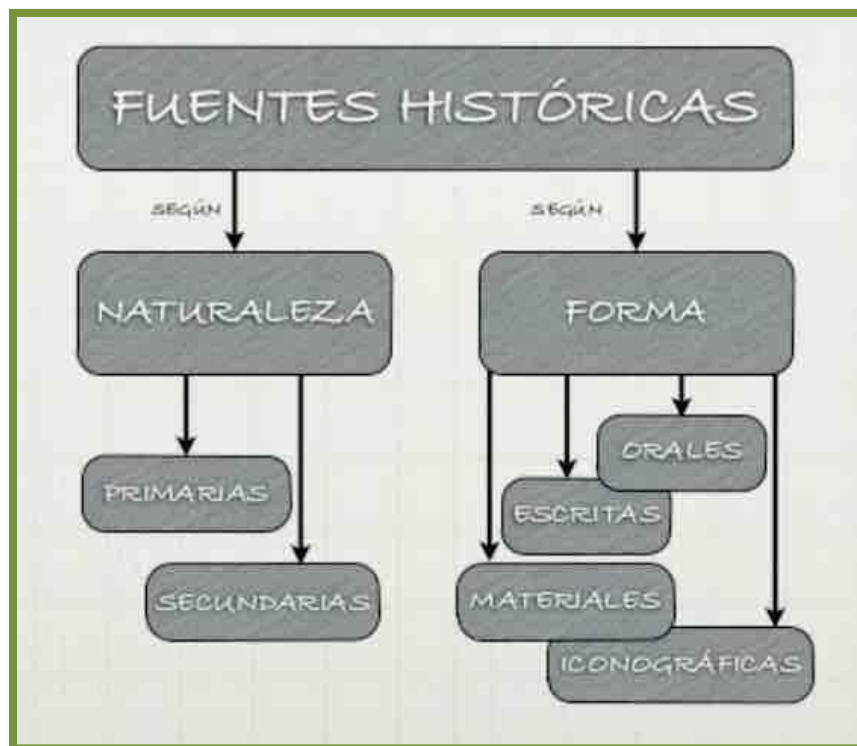 FUENTES HISTÓRICAS
SEGÚN
SEGÚN
NATURALEZA
FORMA
PRIMARIAS
SECUNDARIAS
ORALES
ESCRITAS
MATERIALES
ICONOGRÁFICAS